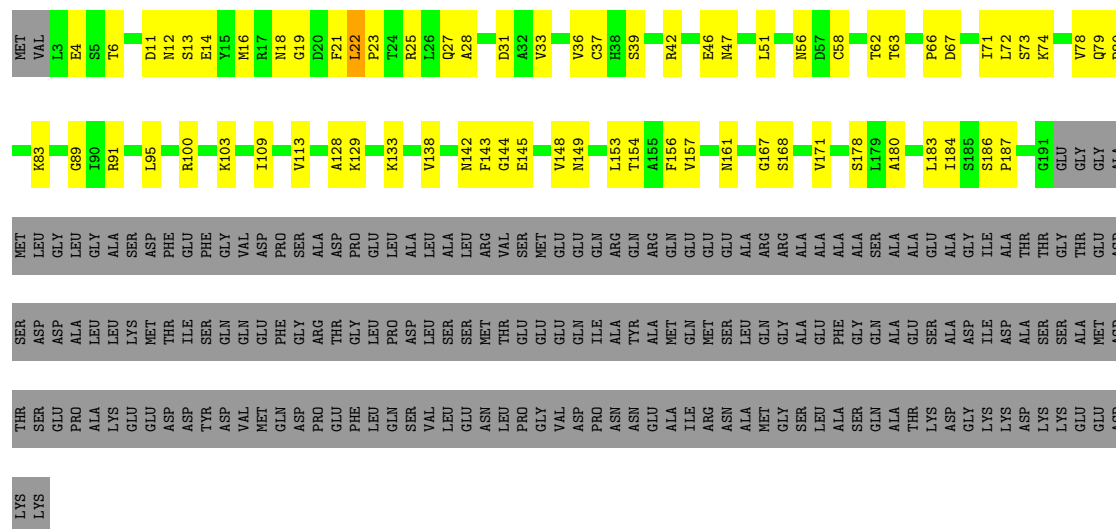 MET VAL L3 E4 S5 T6 D11 N12 S13 E14 Y15 M16 R17 N18 G19 D20 F21 L22 P23 T24 R25 L26 Q27 A28 D31 A32 V33 V36 C37 H38 S39 R42 E46 N47 L51 N56 D57 C58 T62 T63 P66 D67 I71 L72 S73 K74 V78 Q79
K83 G89 I90 R91 L95 R100 K103 I109 V113 A128 K129 K133 V138 N142 F143 G144 E145 V148 N149 L153 T154 A155 F156 V157 N161 G167 S168 V171 S178 L179 A180 L183 I184 S185 S186 P187 G191 GLU GLY GLY ALA
MET LEU GLY LEU GLY ALA SER ASP PHE GLU PHE GLY VAL ASP PRO SER ALA ASP PRO GLU LEU ALA LEU ALA LEU ARG VAL SER MET GLU GLU GLN ARG GLN ARG GLN GLU GLU GLU ALA ARG ARG ALA ALA ALA ALA SER ALA ALA GLU ALA GLY ILE ALA THR THR GLY THR GLU ASP
SER ASP ASP ALA LEU LEU LYS MET THR ILE SER GLN GLN GLU PHE GLY ARG THR GLY LEU PRO ASP LEU SER SER MET THR GLU GLU GLU GLN ILE ALA TYR ALA MET GLN MET SER LEU GLN GLY ALA GLU PHE GLY GLN ALA GLU SER ALA ASP ILE ASP ALA SER SER ALA MET ASP
THR SER GLU PRO ALA LYS GLU GLU ASP ASP TYR ASP VAL MET GLN ASP PRO GLU PHE LEU GLN SER VAL LEU GLU ASN LEU PRO GLY VAL ASP PRO ASN ASN GLU ALA ILE ARG ASN ALA MET GLY SER LEU ALA SER GLN ALA THR LYS ASP GLY LYS LYS ASP LYS LYS GLU GLU ASP
LYS LYS